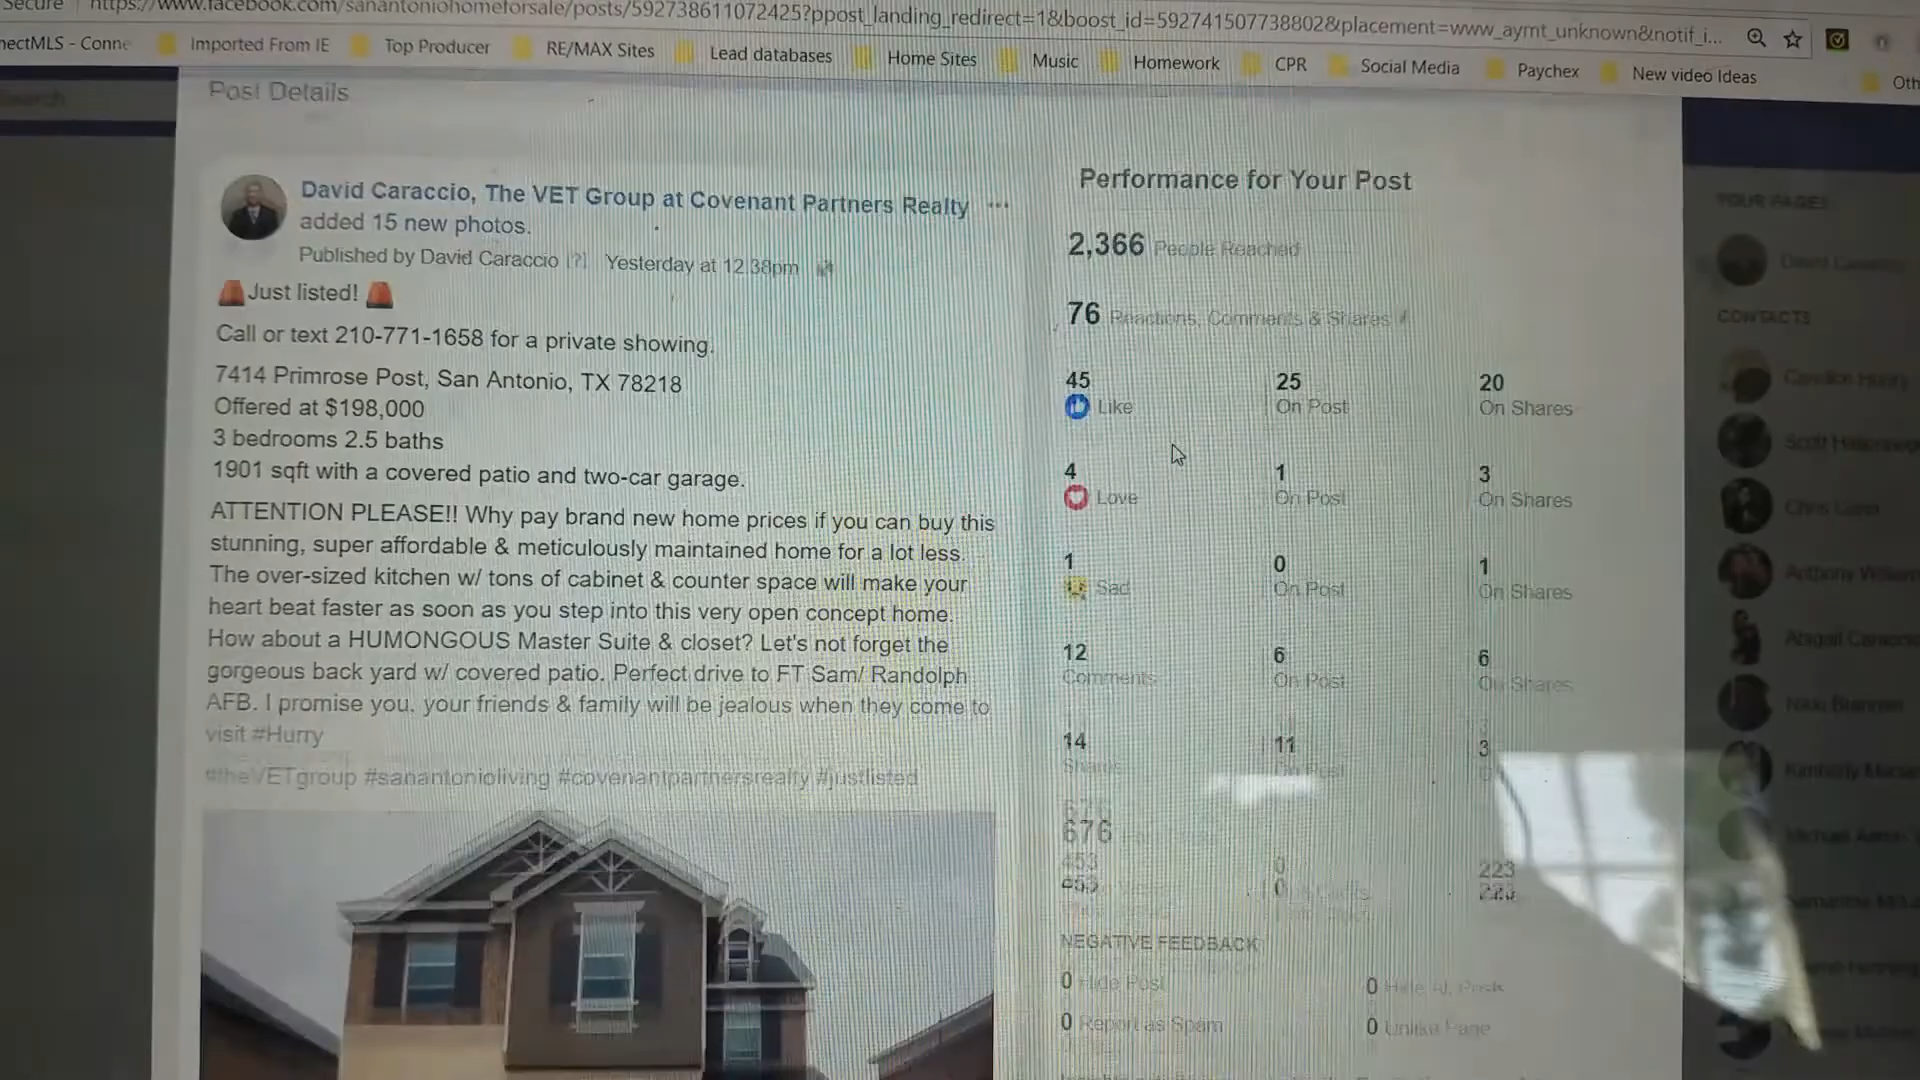 Secure https://www.facebook.com/sanantoniohomeforsale/posts/592738611072425?ppost_landing_redirect=1&boost_id=592741507738802&placement=www_aymt_unknown&notif_i...
nectMLS - Conne Imported From IE Top Producer RE/MAX Sites Lead databases Home Sites Music Homework CPR Social Media Paychex New video Ideas Oth
Search
Post Details
David Caraccio, The VET Group at Covenant Partners Realty ...
added 15 new photos.
Published by David Caraccio [?] Yesterday at 12:38pm
Just listed!
Call or text 210-771-1658 for a private showing.
7414 Primrose Post, San Antonio, TX 78218
Offered at $198,000
3 bedrooms 2.5 baths
1901 sqft with a covered patio and two-car garage.
ATTENTION PLEASE!! Why pay brand new home prices if you can buy this
stunning, super affordable & meticulously maintained home for a lot less.
The over-sized kitchen w/ tons of cabinet & counter space will make your
heart beat faster as soon as you step into this very open concept home.
How about a HUMONGOUS Master Suite & closet? Let's not forget the
gorgeous back yard w/ covered patio. Perfect drive to FT Sam/ Randolph
AFB. I promise you, your friends & family will be jealous when they come to
visit #Hurry
#theVETgroup #sanantonioliving #covenantpartnersrealty #justlisted
Performance for Your Post
2,366 People Reached
76 Reactions, Comments & Shares
45 25 20
Like On Post On Shares
4 1 3
Love On Post On Shares
1 0 1
Sad On Post On Shares
12 6 6
Comments On Post On Shares
14 11 3
Shares On Post
676
453 0 223
NEGATIVE FEEDBACK
0 Hide Post 0 Hide All Posts
0 Report as Spam 0 Unlike Page
YOUR PAGES
CONTACTS